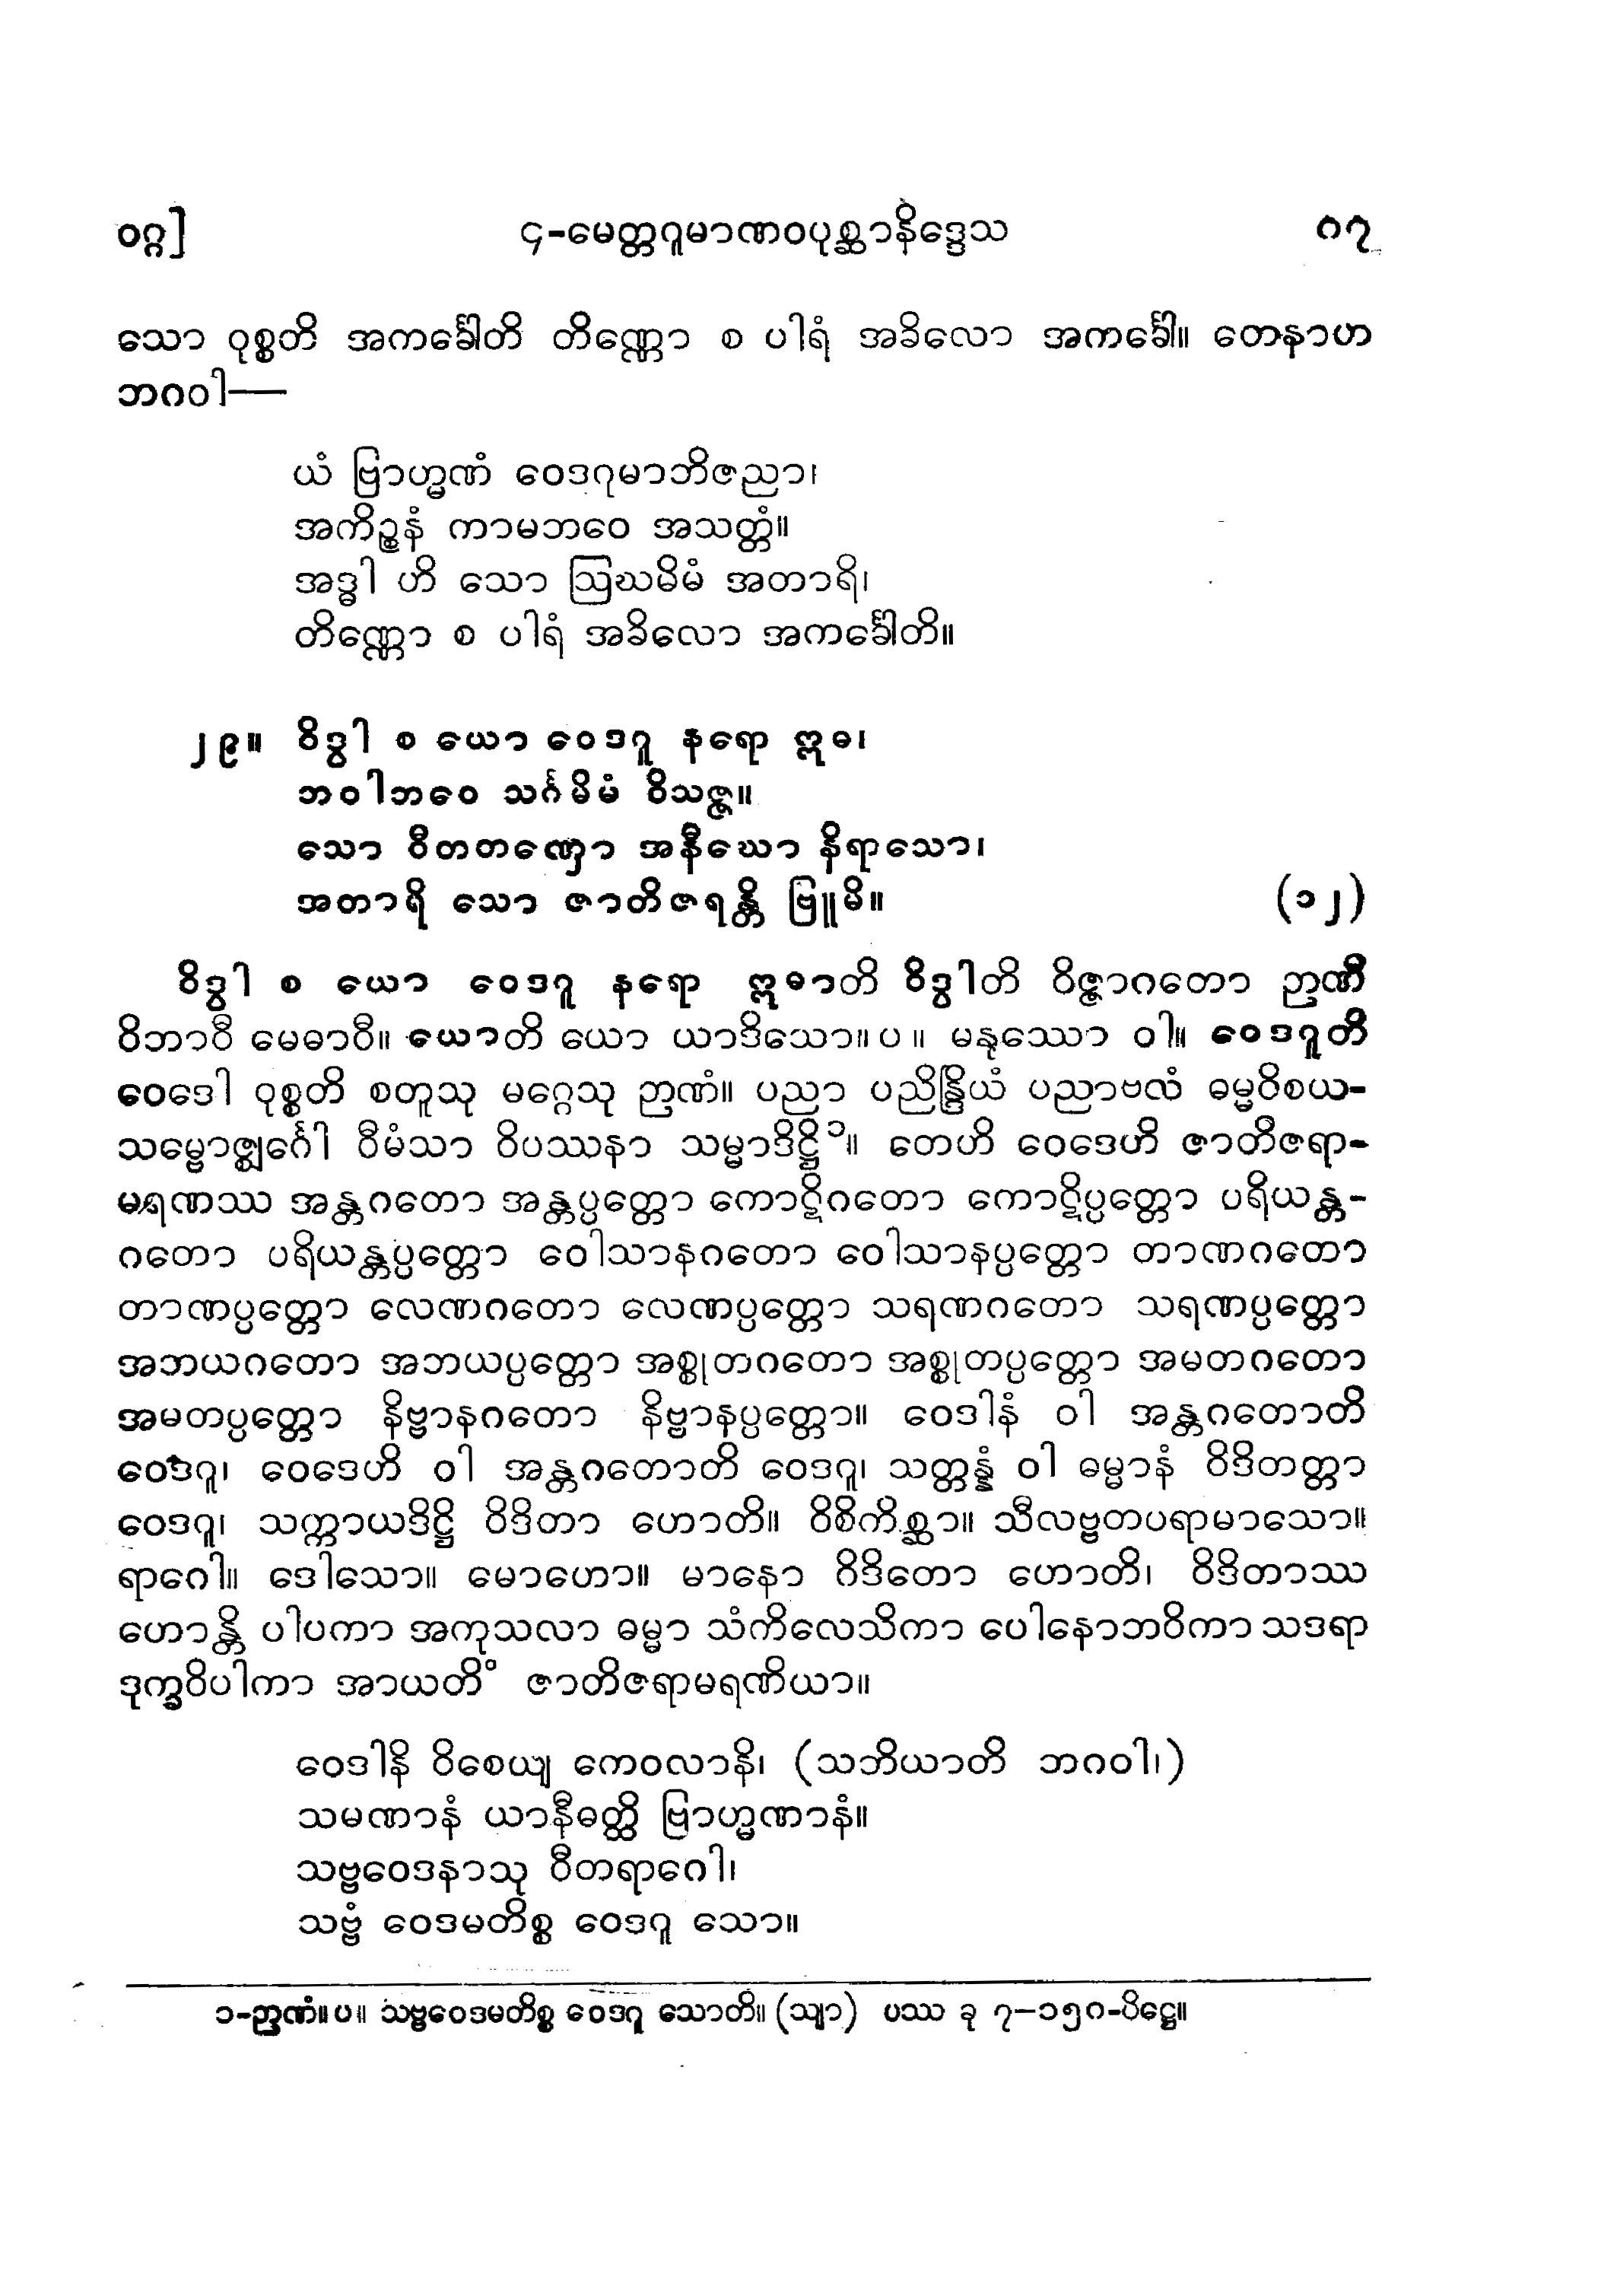 ဝဂ္ဂ] ၄-မေတ္တဂူမာဏဝပုစ္ဆာနိဒ္ဒေသ ၈၇
သော ဝုစ္စတိ အကင်္ခေါတိ တိဏ္ဏော စ ပါရံ အခိလော အကင်္ခေါ။ တေနာဟ
ဘဂဝါ—
ယံ ဗြာဟ္မဏံ ဝေဒဂုမာဘိဇညာ၊
အကိဉ္စနံ ကာမဘဝေ အသတ္တံ။
အဒ္ဓါ ဟိ သော ဩဃမိမံ အတာရိ၊
တိဏ္ဏော စ ပါရံ အခိလော အကင်္ခေါတိ။
၂၉။ ဝိဒွါ စ ယော ဝေဒဂူ နရော ဣဓ၊
ဘဝါဘဝေ သင်္ဂမိမံ ဝိသဇ္ဇ။
သော ဝီတတဏှော အနီဃော နိရာသော၊
အတာရိ သော ဇာတိဇရန္တိ ဗြူမိ။ (၁၂)
ဝိဒွါ စ ယော ဝေဒဂူ နရော ဣဓာတိ ဝိဒွါတိ ဝိဇ္ဇာဂတော ဉာဏီ
ဝိဘာဝီ မေဓာဝီ။ ယောတိ ယော ယာဒိသော။ပ။ မနုဿော ဝါ။ ဝေဒဂူတိ
ဝေဒေါ ဝုစ္စတိ စတူသု မဂ္ဂေသု ဉာဏံ။ ပညာ ပညိန္ဒြိယံ ပညာဗလံ ဓမ္မဝိစယ-
သမ္ဗောဇ္ဈင်္ဂေါ ဝီမံသာ ဝိပဿနာ သမ္မာဒိဋ္ဌိ၁။ တေဟိ ဝေဒေဟိ ဇာတိဇရာ-
မရဏဿ အန္တဂတော အန္တပ္ပတ္တော ကောဋိဂတော ကောဋိပ္ပတ္တော ပရိယန္တ-
ဂတော ပရိယန္တပ္ပတ္တော ဝေါသာနဂတော ဝေါသာနပ္ပတ္တော တာဏဂတော
တာဏပ္ပတ္တော လေဏဂတော လေဏပ္ပတ္တော သရဏဂတော သရဏပ္ပတ္တော
အဘယဂတော အဘယပ္ပတ္တော အစ္စုတဂတော အစ္စုတပ္ပတ္တော အမတဂတော
အမတပ္ပတ္တော နိဗ္ဗာနဂတော နိဗ္ဗာနပ္ပတ္တော။ ဝေဒါနံ ဝါ အန္တဂတောတိ
ဝေဒဂူ၊ ဝေဒေဟိ ဝါ အန္တဂတောတိ ဝေဒဂူ၊ သတ္တန္နံ ဝါ ဓမ္မာနံ ဝိဒိတတ္တာ
ဝေဒဂူ၊ သက္ကာယဒိဋ္ဌိ ဝိဒိတာ ဟောတိ။ ဝိစိကိစ္ဆာ။ သီလဗ္ဗတပရာမာသော။
ရာဂေါ။ ဒေါသော။ မောဟော။ မာနော ဝိဒိတော ဟောတိ၊ ဝိဒိတာဿ
ဟောန္တိ ပါပကာ အကုသလာ ဓမ္မာ သံကိလေသိကာ ပေါနောဘဝိကာ သဒရာ
ဒုက္ခဝိပါကာ အာယတိံ ဇာတိဇရာမရဏိယာ။
ဝေဒါနိ ဝိစေယျ ကေဝလာနိ၊ (သဘိယာတိ ဘဂဝါ၊)
သမဏာနံ ယာနီဓတ္ထိ ဗြာဟ္မဏာနံ။
သဗ္ဗဝေဒနာသု ဝီတရာဂေါ၊
သဗ္ဗံ ဝေဒမတိစ္စ ဝေဒဂူ သော။
၁-ဉာဏံ။ပ။ သဗ္ဗဝေဒမတိစ္စ ဝေဒဂူ သောတိ။ (သျာ) ပဿ ခု ၇-၁၅၈-ပိဋ္ဌေ။